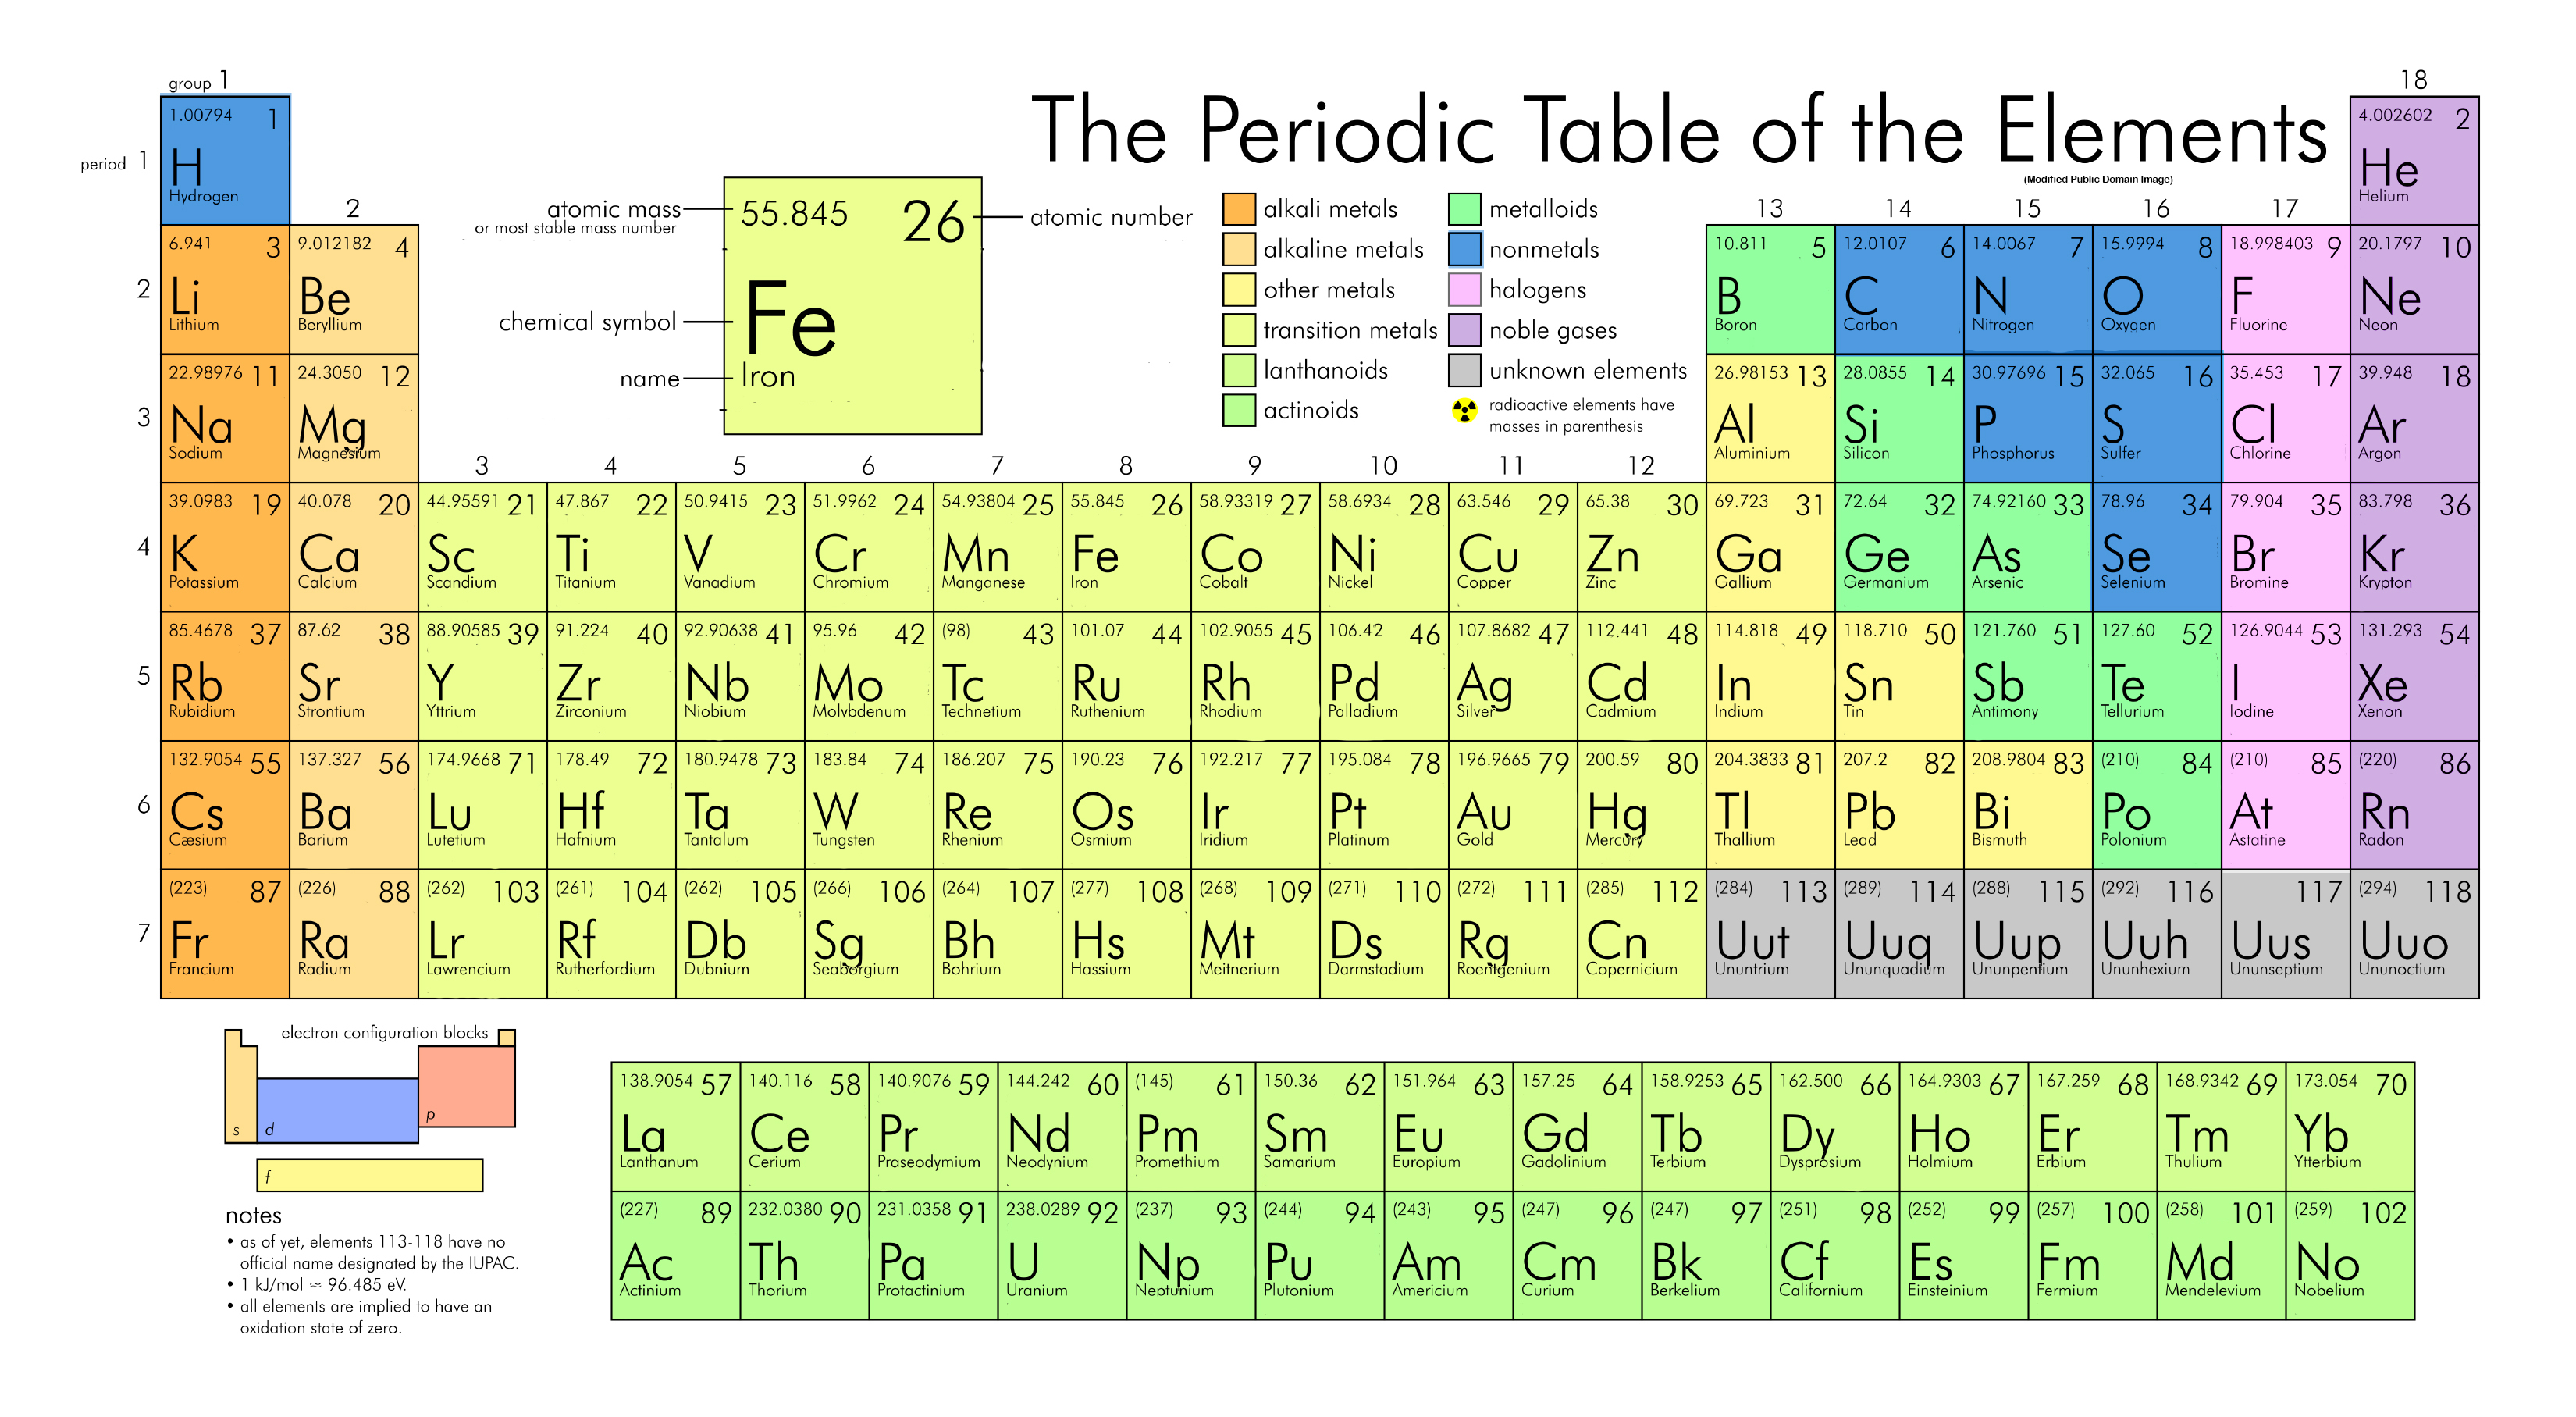 group 1
18
The Periodic Table of the Elements
(Modified Public Domain Image)
1.00794 1
H
Hydrogen
4.002602 2
He
Helium
period 1
2
13 14 15 16 17
atomic mass
or most stable mass number
55.845 26
atomic number
chemical symbol
Fe
name
Iron
alkali metals
alkaline metals
other metals
transition metals
lanthanoids
actinoids
metalloids
nonmetals
halogens
noble gases
unknown elements
radioactive elements have
masses in parenthesis
2
6.941 3 9.012182 4 10.811 5 12.0107 6 14.0067 7 15.9994 8 18.998403 9 20.1797 10
Li Be B C N O F Ne
Lithium Beryllium Boron Carbon Nitrogen Oxygen Fluorine Neon
3
22.98976 11 24.3050 12 26.98153 13 28.0855 14 30.97696 15 32.065 16 35.453 17 39.948 18
Na Mg Al Si P S Cl Ar
Sodium Magnesium Aluminium Silicon Phosphorus Sulfer Chlorine Argon
3 4 5 6 7 8 9 10 11 12
4
39.0983 19 40.078 20 44.95591 21 47.867 22 50.9415 23 51.9962 24 54.93804 25 55.845 26 58.93319 27 58.6934 28 63.546 29 65.38 30 69.723 31 72.64 32 74.92160 33 78.96 34 79.904 35 83.798 36
K Ca Sc Ti V Cr Mn Fe Co Ni Cu Zn Ga Ge As Se Br Kr
Potassium Calcium Scandium Titanium Vanadium Chromium Manganese Iron Cobalt Nickel Copper Zinc Gallium Germanium Arsenic Selenium Bromine Krypton
5
85.4678 37 87.62 38 88.90585 39 91.224 40 92.90638 41 95.96 42 (98) 43 101.07 44 102.9055 45 106.42 46 107.8682 47 112.441 48 114.818 49 118.710 50 121.760 51 127.60 52 126.9044 53 131.293 54
Rb Sr Y Zr Nb Mo Tc Ru Rh Pd Ag Cd In Sn Sb Te I Xe
Rubidium Strontium Yttrium Zirconium Niobium Molybdenum Technetium Ruthenium Rhodium Palladium Silver Cadmium Indium Tin Antimony Tellurium Iodine Xenon
6
132.9054 55 137.327 56 174.9668 71 178.49 72 180.9478 73 183.84 74 186.207 75 190.23 76 192.217 77 195.084 78 196.9665 79 200.59 80 204.3833 81 207.2 82 208.9804 83 (210) 84 (210) 85 (220) 86
Cs Ba Lu Hf Ta W Re Os Ir Pt Au Hg Tl Pb Bi Po At Rn
Cæsium Barium Lutetium Hafnium Tantalum Tungsten Rhenium Osmium Iridium Platinum Gold Mercury Thallium Lead Bismuth Polonium Astatine Radon
7
(223) 87 (226) 88 (262) 103 (261) 104 (262) 105 (266) 106 (264) 107 (277) 108 (268) 109 (271) 110 (272) 111 (285) 112 (284) 113 (289) 114 (288) 115 (292) 116 117 (294) 118
Fr Ra Lr Rf Db Sg Bh Hs Mt Ds Rg Cn Uut Uuq Uup Uuh Uus Uuo
Francium Radium Lawrencium Rutherfordium Dubnium Seaborgium Bohrium Hassium Meitnerium Darmstadium Roentgenium Copernicium Ununtrium Ununquadium Ununpentium Ununhexium Ununseptium Ununoctium
electron configuration blocks
s d p
f
138.9054 57 140.116 58 140.9076 59 144.242 60 (145) 61 150.36 62 151.964 63 157.25 64 158.9253 65 162.500 66 164.9303 67 167.259 68 168.9342 69 173.054 70
La Ce Pr Nd Pm Sm Eu Gd Tb Dy Ho Er Tm Yb
Lanthanum Cerium Praseodymium Neodynium Promethium Samarium Europium Gadolinium Terbium Dysprosium Holmium Erbium Thulium Ytterbium
(227) 89 232.0380 90 231.0358 91 238.0289 92 (237) 93 (244) 94 (243) 95 (247) 96 (247) 97 (251) 98 (252) 99 (257) 100 (258) 101 (259) 102
Ac Th Pa U Np Pu Am Cm Bk Cf Es Fm Md No
Actinium Thorium Protactinium Uranium Neptunium Plutonium Americium Curium Berkelium Californium Einsteinium Fermium Mendelevium Nobelium
notes
• as of yet, elements 113-118 have no
official name designated by the IUPAC.
• 1 kJ/mol ≈ 96.485 eV.
• all elements are implied to have an
oxidation state of zero.